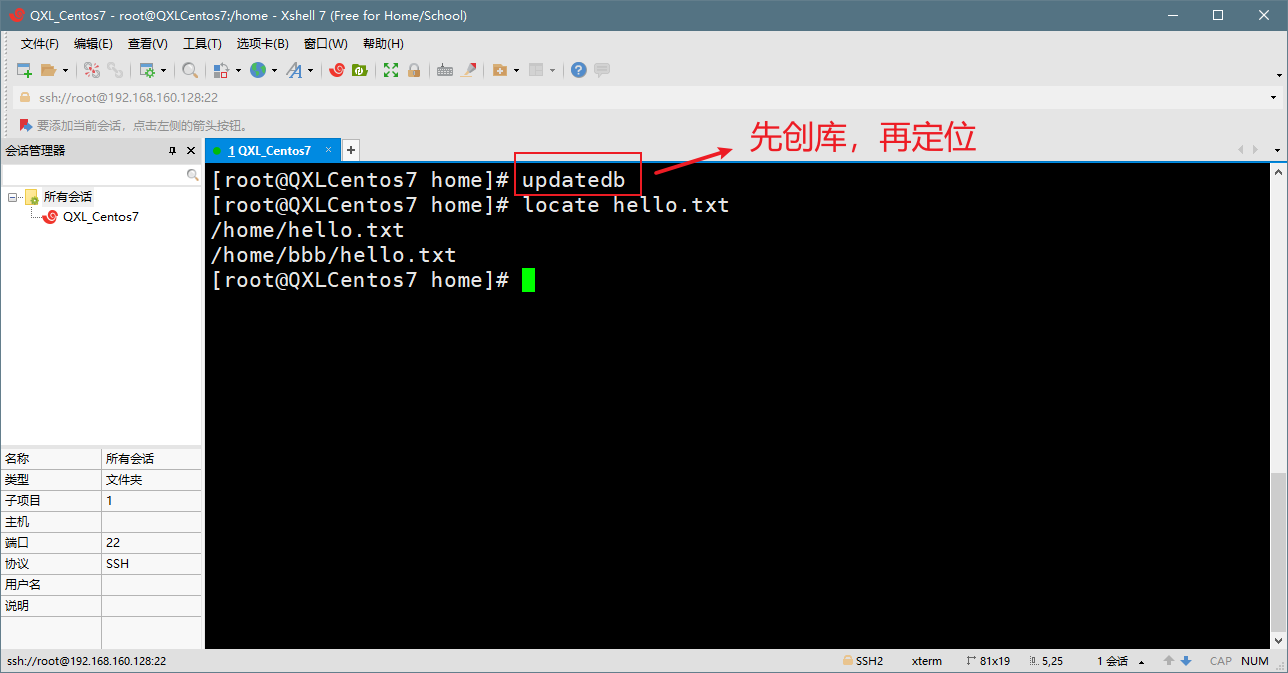 QXL_Centos7 - root@QXLCentos7:/home - Xshell 7 (Free for Home/School)
文件(F) 编辑(E) 查看(V) 工具(T) 选项卡(B) 窗口(W) 帮助(H)
ssh://root@192.168.160.128:22
要添加当前会话，点击左侧的箭头按钮。
会话管理器
1 QXL_Centos7
先创库，再定位
所有会话
QXL_Centos7
[root@QXLCentos7 home]# updatedb
[root@QXLCentos7 home]# locate hello.txt
/home/hello.txt
/home/bbb/hello.txt
[root@QXLCentos7 home]#
名称 所有会话
类型 文件夹
子项目 1
主机
端口 22
协议 SSH
用户名
说明
ssh://root@192.168.160.128:22 SSH2 xterm 81x19 5,25 1 会话 CAP NUM